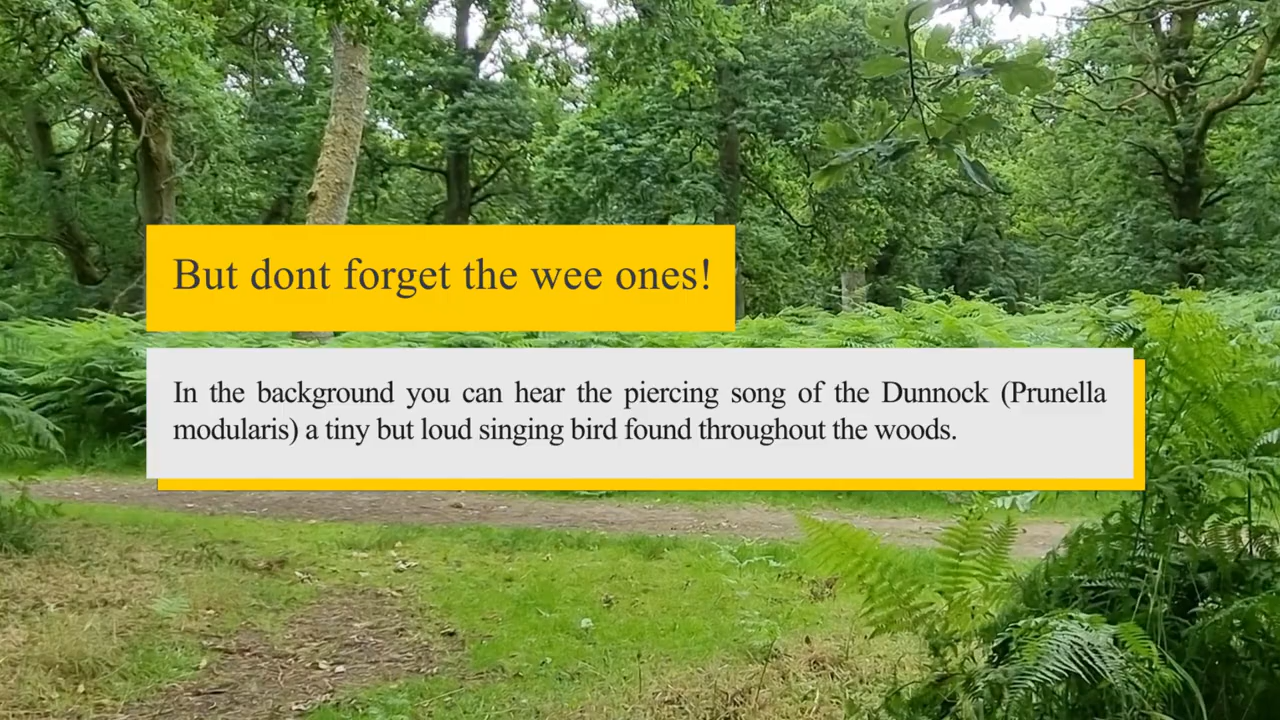 But dont forget the wee ones!
In the background you can hear the piercing song of the Dunnock (Prunella
modularis) a tiny but loud singing bird found throughout the woods.